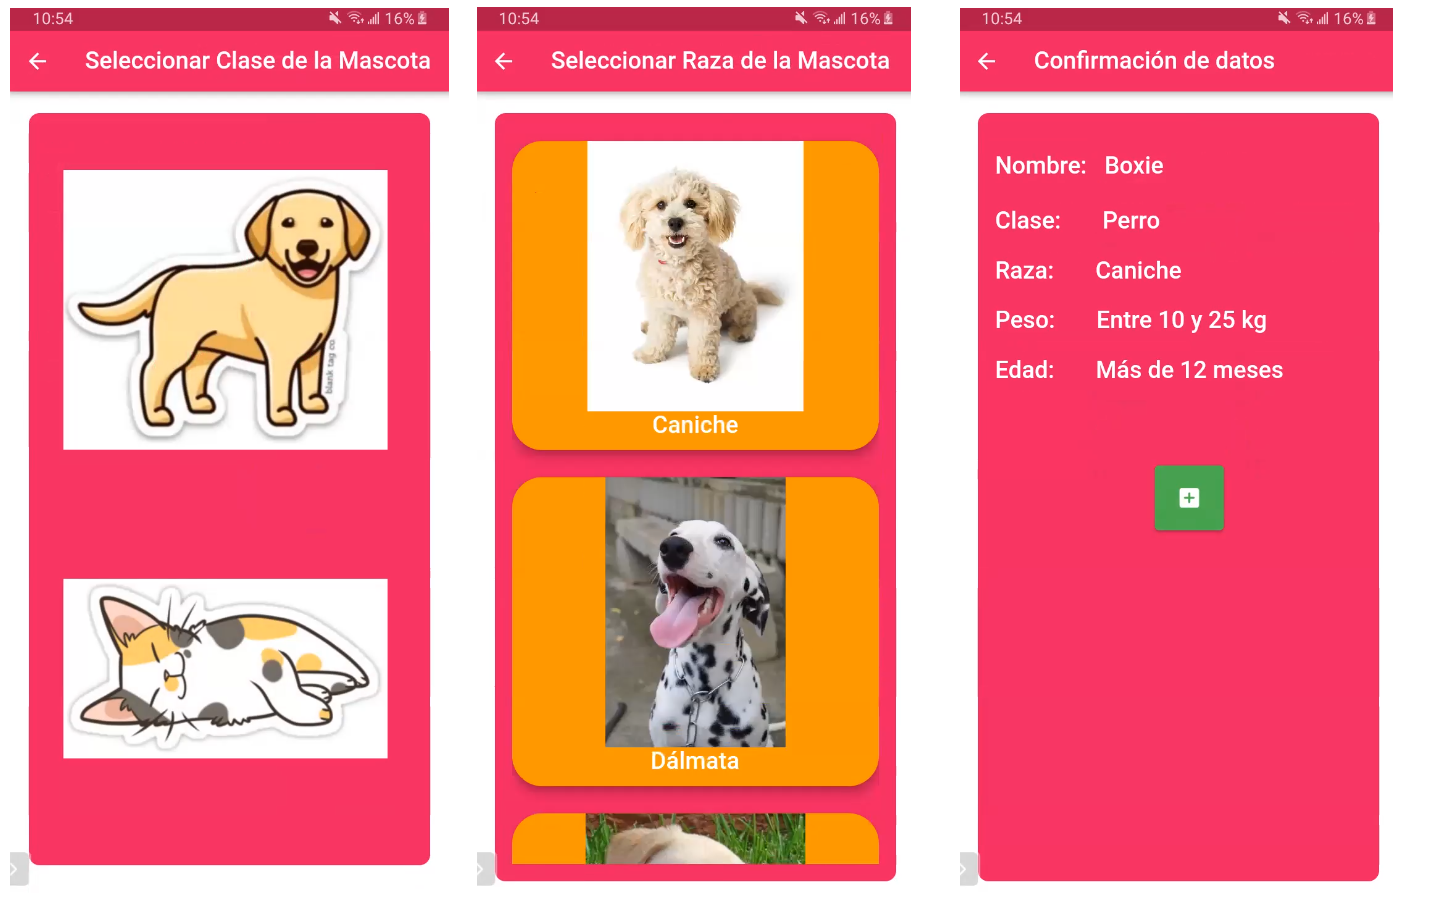 10:54
16%
Seleccionar Clase de la Mascota
blank tag co
10:54
16%
Seleccionar Raza de la Mascota
Caniche
Dálmata
10:54
16%
Confirmación de datos
Nombre: Boxie
Clase: Perro
Raza: Caniche
Peso: Entre 10 y 25 kg
Edad: Más de 12 meses